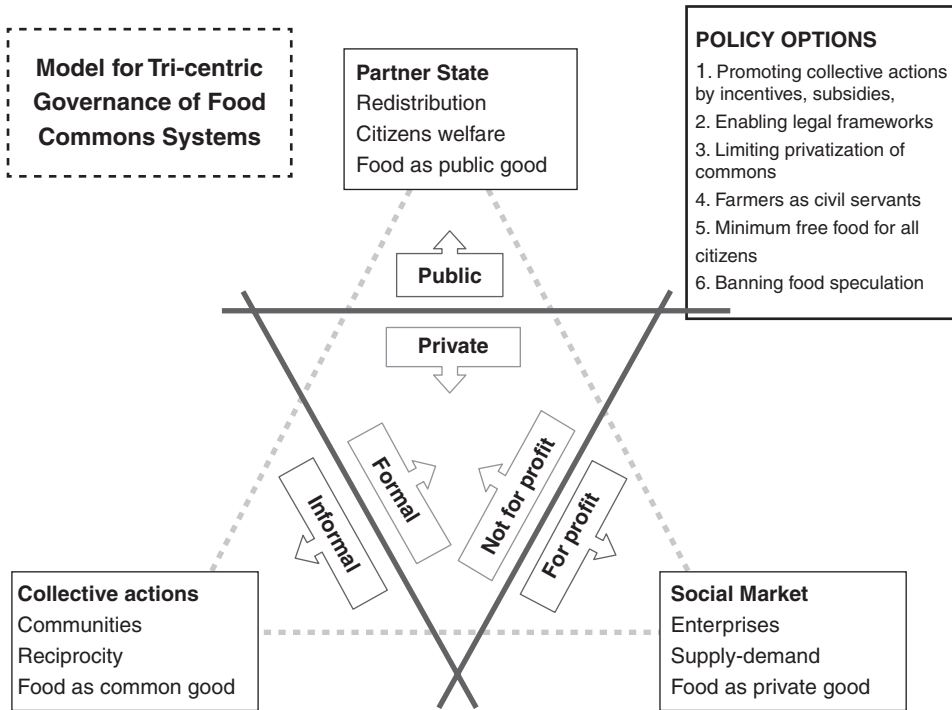 Model for Tri-centric
Governance of Food
Commons Systems
Partner State
Redistribution
Citizens welfare
Food as public good
POLICY OPTIONS
1. Promoting collective actions
by incentives, subsidies,
2. Enabling legal frameworks
3. Limiting privatization of
commons
4. Farmers as civil servants
5. Minimum free food for all
citizens
6. Banning food speculation
Public
Private
Informal
Formal
Not for profit
For profit
Collective actions
Communities
Reciprocity
Food as common good
Social Market
Enterprises
Supply-demand
Food as private good